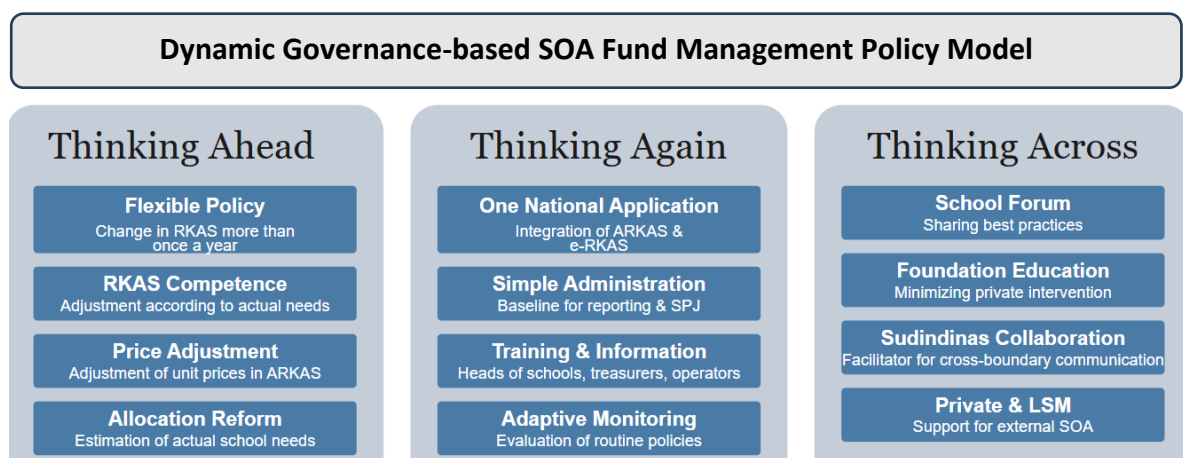 Dynamic Governance-based SOA Fund Management Policy Model
Thinking Ahead
Flexible Policy
Change in RKAS more than
once a year
RKAS Competence
Adjustment according to actual needs
Price Adjustment
Adjustment of unit prices in ARKAS
Allocation Reform
Estimation of actual school needs
Thinking Again
One National Application
Integration of ARKAS &
e-RKAS
Simple Administration
Baseline for reporting & SPJ
Training & Information
Heads of schools, treasurers, operators
Adaptive Monitoring
Evaluation of routine policies
Thinking Across
School Forum
Sharing best practices
Foundation Education
Minimizing private intervention
Sudindinas Collaboration
Facilitator for cross-boundary communication
Private & LSM
Support for external SOA